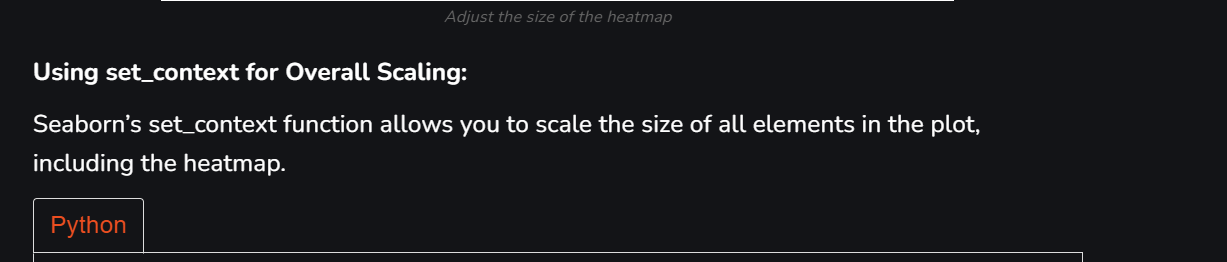 Adjust the size of the heatmap
Using set_context for Overall Scaling:
Seaborn’s set_context function allows you to scale the size of all elements in the plot,
including the heatmap.
Python